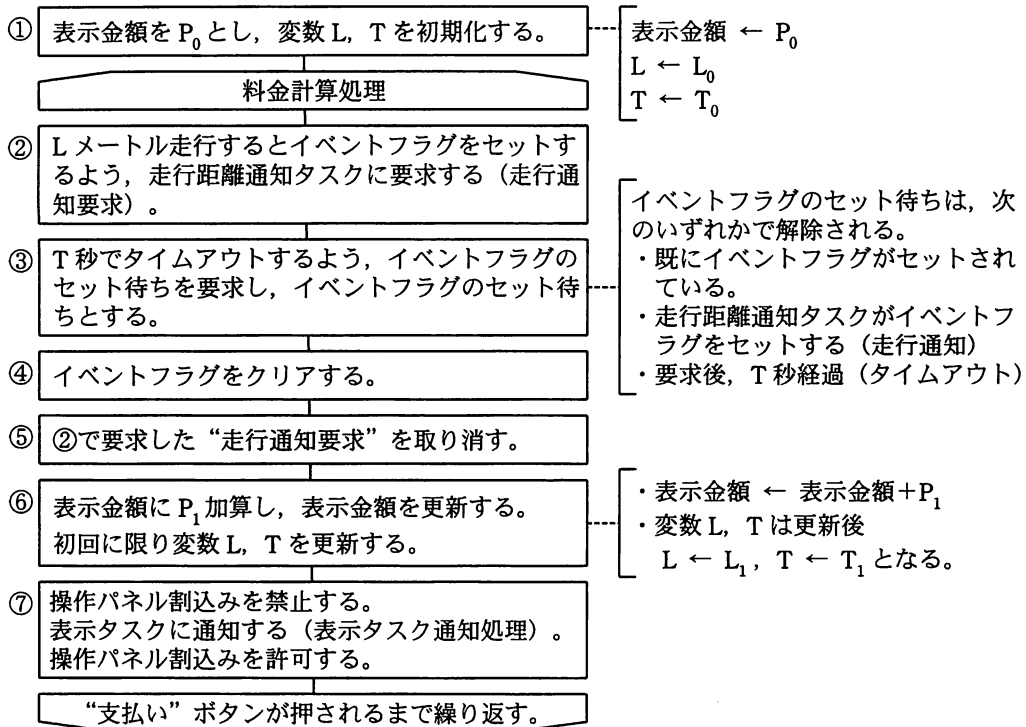 ① 表示金額を P₀とし，変数 L，T を初期化する。
表示金額 ← P₀
L ← L₀
T ← T₀
料金計算処理
② L メートル走行するとイベントフラグをセットす
るよう，走行距離通知タスクに要求する（走行通
知要求）。
③ T 秒でタイムアウトするよう，イベントフラグの
セット待ちを要求し，イベントフラグのセット待
ちとする。
イベントフラグのセット待ちは，次
のいずれかで解除される。
・既にイベントフラグがセットされ
ている。
・走行距離通知タスクがイベントフ
ラグをセットする（走行通知）
・要求後，T 秒経過（タイムアウト）
④ イベントフラグをクリアする。
⑤ ②で要求した“走行通知要求”を取り消す。
⑥ 表示金額に P₁加算し，表示金額を更新する。
初回に限り変数 L，T を更新する。
・表示金額 ← 表示金額＋P₁
・変数 L，T は更新後
L ← L₁，T ← T₁となる。
⑦ 操作パネル割込みを禁止する。
表示タスクに通知する（表示タスク通知処理）。
操作パネル割込みを許可する。
“支払い”ボタンが押されるまで繰り返す。